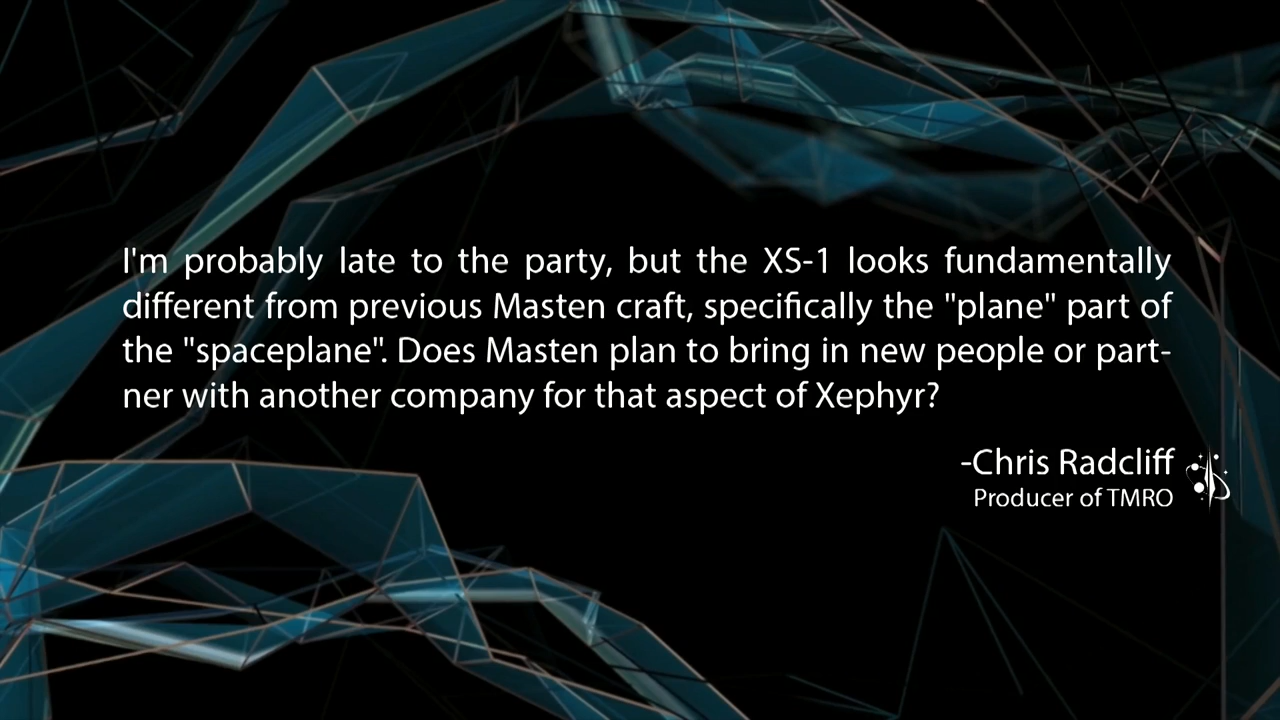 I'm probably late to the party, but the XS-1 looks fundamentally
different from previous Masten craft, specifically the "plane" part of
the "spaceplane". Does Masten plan to bring in new people or part-
ner with another company for that aspect of Xephyr?
-Chris Radcliff
Producer of TMRO